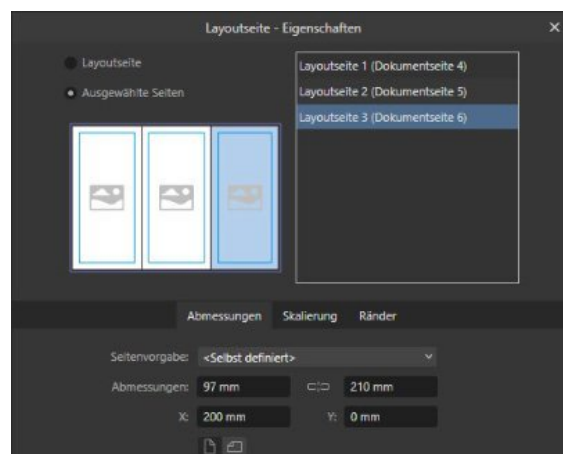 Layoutseite - Eigenschaften
Layoutseite
Ausgewählte Seiten
Layoutseite 1 (Dokumentseite 4)
Layoutseite 2 (Dokumentseite 5)
Layoutseite 3 (Dokumentseite 6)
Abmessungen Skalierung Ränder
Seitenvorgabe: <Selbst definiert>
Abmessungen: 97 mm 210 mm
X: 200 mm Y: 0 mm